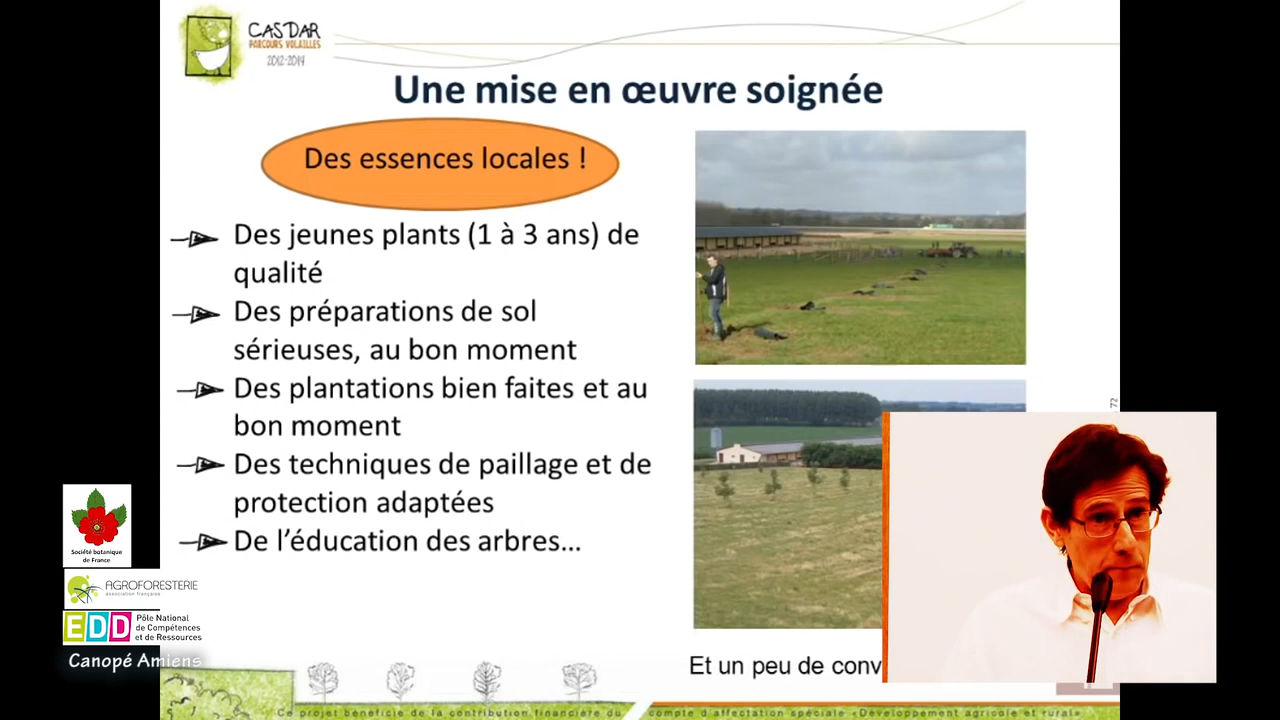 CASDAR
PARCOURS VOLAILLES
2012-2014
Une mise en œuvre soignée
Des essences locales !
Des jeunes plants (1 à 3 ans) de
qualité
Des préparations de sol
sérieuses, au bon moment
Des plantations bien faites et au
bon moment
Des techniques de paillage et de
protection adaptées
De l’éducation des arbres…
72
Et un peu de conv
Société botanique
de France
AGROFORESTERIE
association française
EDD
Pôle National
de Compétences
et de Ressources
Canopé Amiens
Ce projet bénéficie de la contribution financière du compte d'affectation spéciale «Développement agricole et rural»